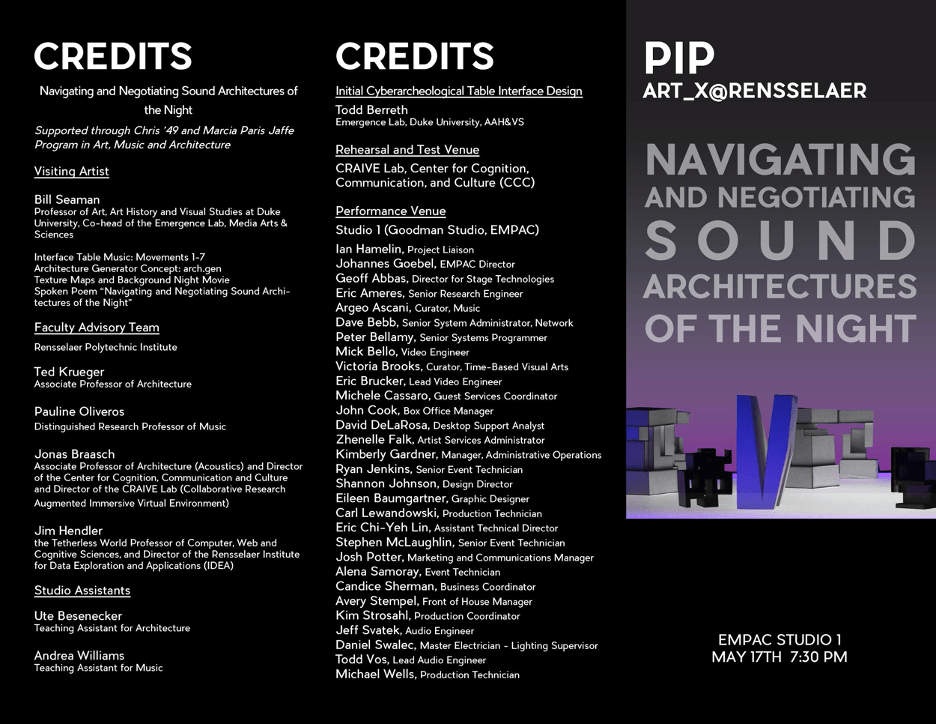 CREDITS
Navigating and Negotiating Sound Architectures of
the Night
Supported through Chris '49 and Marcia Paris Jaffe
Program in Art, Music and Architecture
Visiting Artist
Bill Seaman
Professor of Art, Art History and Visual Studies at Duke
University, Co-head of the Emergence Lab, Media Arts &
Sciences
Interface Table Music: Movements 1-7
Architecture Generator Concept: arch.gen
Texture Maps and Background Night Movie
Spoken Poem "Navigating and Negotiating Sound Archi-
tectures of the Night"
Faculty Advisory Team
Rensselaer Polytechnic Institute
Ted Krueger
Associate Professor of Architecture
Pauline Oliveros
Distinguished Research Professor of Music
Jonas Braasch
Associate Professor of Architecture (Acoustics) and Director
of the Center for Cognition, Communication and Culture
and Director of the CRAIVE Lab (Collaborative Research
Augmented Immersive Virtual Environment)
Jim Hendler
the Tetherless World Professor of Computer, Web and
Cognitive Sciences, and Director of the Rensselaer Institute
for Data Exploration and Applications (IDEA)
Studio Assistants
Ute Besenecker
Teaching Assistant for Architecture
Andrea Williams
Teaching Assistant for Music
CREDITS
Initial Cyberarcheological Table Interface Design
Todd Berreth
Emergence Lab, Duke University, AAH&VS
Rehearsal and Test Venue
CRAIVE Lab, Center for Cognition,
Communication, and Culture (CCC)
Performance Venue
Studio 1 (Goodman Studio, EMPAC)
Ian Hamelin, Project Liaison
Johannes Goebel, EMPAC Director
Geoff Abbas, Director for Stage Technologies
Eric Ameres, Senior Research Engineer
Argeo Ascani, Curator, Music
Dave Bebb, Senior System Administrator, Network
Peter Bellamy, Senior Systems Programmer
Mick Bello, Video Engineer
Victoria Brooks, Curator, Time-Based Visual Arts
Eric Brucker, Lead Video Engineer
Michele Cassaro, Guest Services Coordinator
John Cook, Box Office Manager
David DeLaRosa, Desktop Support Analyst
Zhenelle Falk, Artist Services Administrator
Kimberly Gardner, Manager, Administrative Operations
Ryan Jenkins, Senior Event Technician
Shannon Johnson, Design Director
Eileen Baumgartner, Graphic Designer
Carl Lewandowski, Production Technician
Eric Chi-Yeh Lin, Assistant Technical Director
Stephen McLaughlin, Senior Event Technician
Josh Potter, Marketing and Communications Manager
Alena Samoray, Event Technician
Candice Sherman, Business Coordinator
Avery Stempel, Front of House Manager
Kim Strosahl, Production Coordinator
Jeff Svatek, Audio Engineer
Daniel Swalec, Master Electrician - Lighting Supervisor
Todd Vos, Lead Audio Engineer
Michael Wells, Production Technician
PIP
ART_X@RENSSELAER
NAVIGATING
AND NEGOTIATING
SOUND
ARCHITECTURES
OF THE NIGHT
EMPAC STUDIO 1
MAY 17TH 7:30 PM